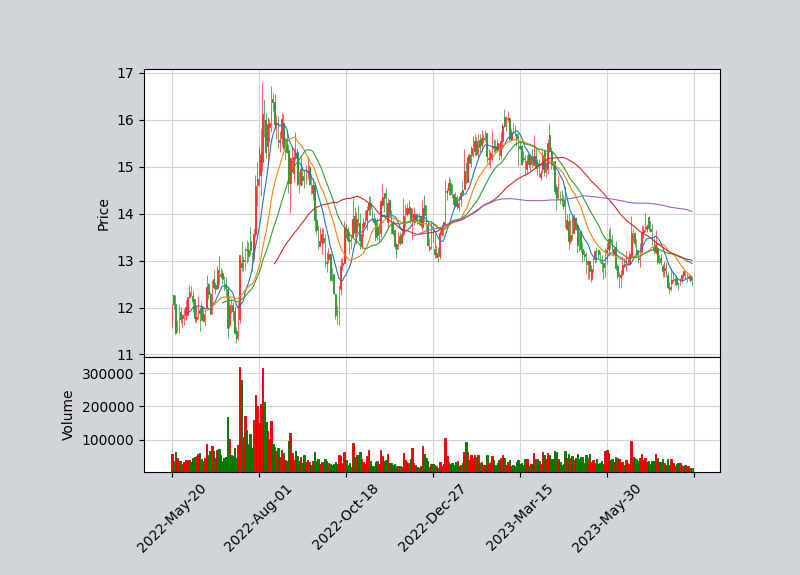 17
16
15
14
13
12
11
Price
300000
200000
100000
Volume
2022-May-20
2022-Aug-01
2022-Oct-18
2022-Dec-27
2023-Mar-15
2023-May-30